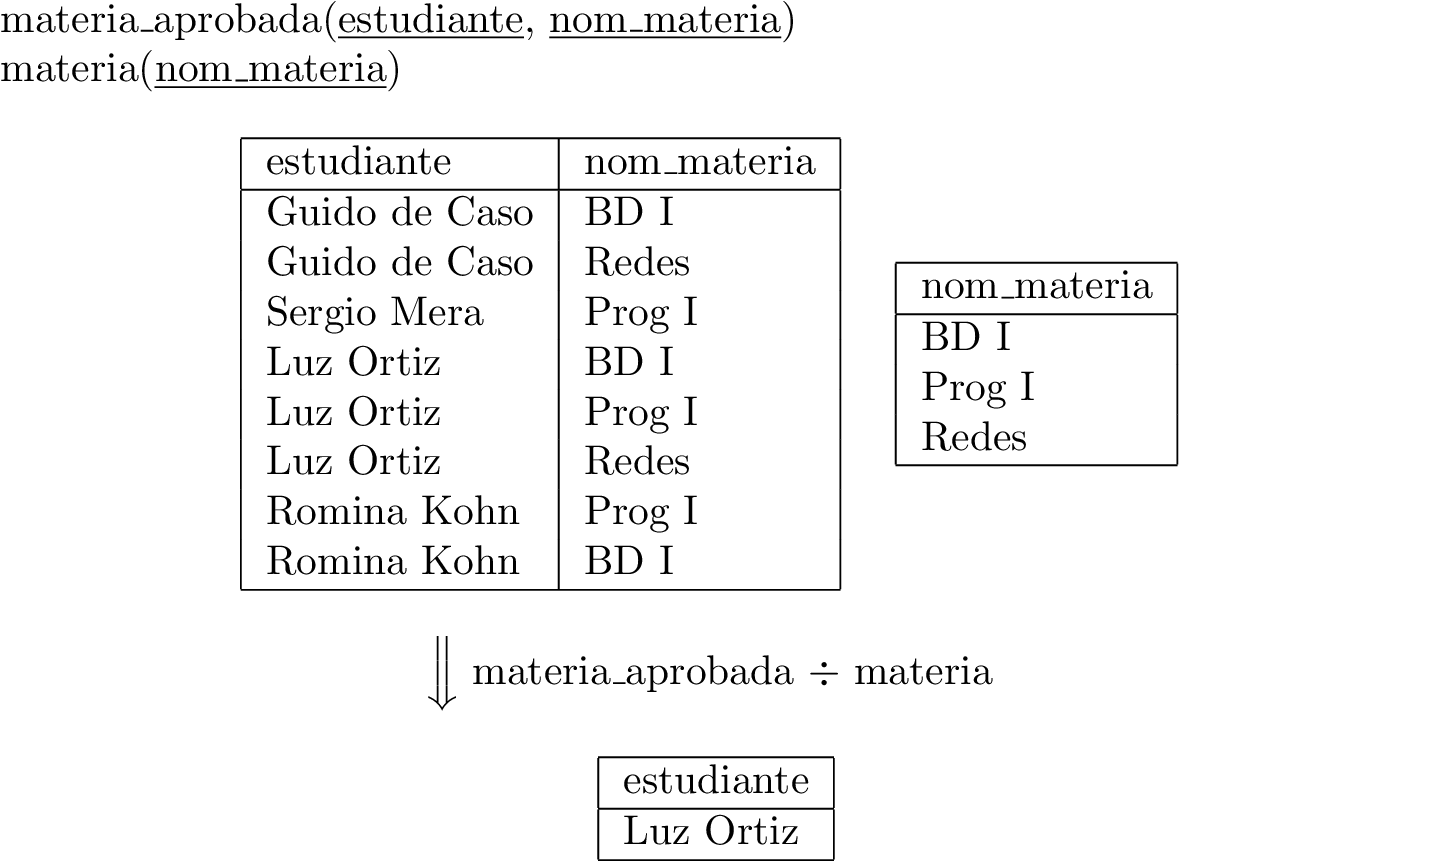 materia_aprobada(estudiante, nom_materia)
materia(nom_materia)
estudiante nom_materia
Guido de Caso BD I
Guido de Caso Redes
Sergio Mera Prog I
Luz Ortiz BD I
Luz Ortiz Prog I
Luz Ortiz Redes
Romina Kohn Prog I
Romina Kohn BD I
nom_materia
BD I
Prog I
Redes
⇓ materia_aprobada ÷ materia
estudiante
Luz Ortiz